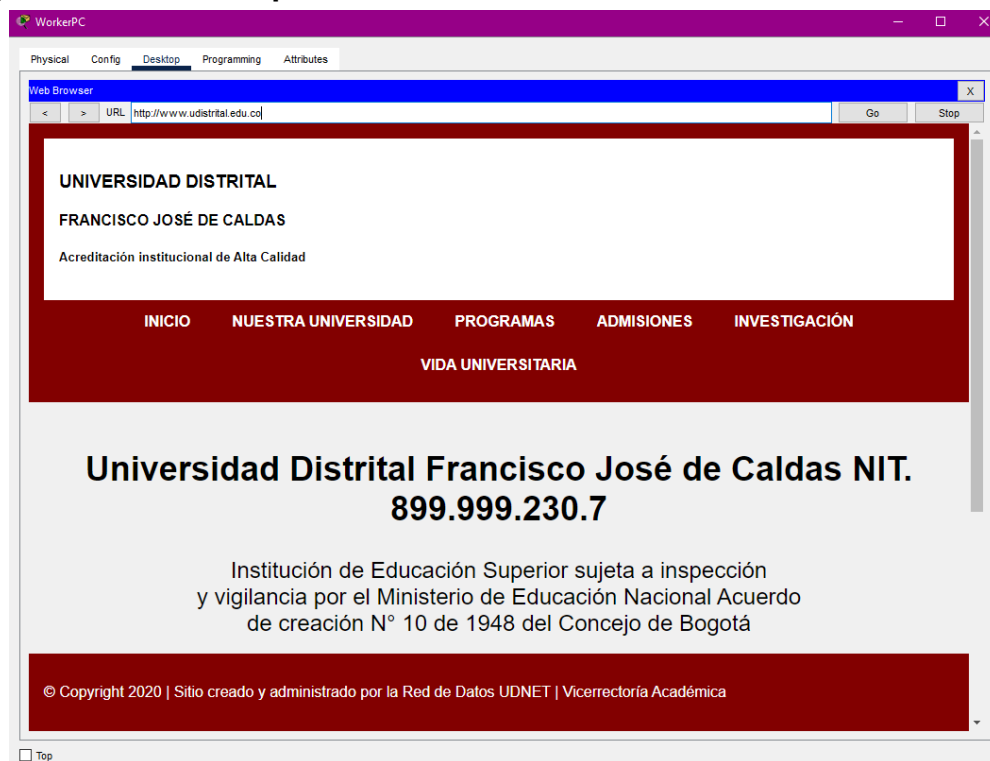 WorkerPC
Physical Config Desktop Programming Attributes
Web Browser X
< > URL http://www.udistrital.edu.co Go Stop
UNIVERSIDAD DISTRITAL
FRANCISCO JOSÉ DE CALDAS
Acreditación institucional de Alta Calidad
INICIO NUESTRA UNIVERSIDAD PROGRAMAS ADMISIONES INVESTIGACIÓN
VIDA UNIVERSITARIA
Universidad Distrital Francisco José de Caldas NIT.
899.999.230.7
Institución de Educación Superior sujeta a inspección
y vigilancia por el Ministerio de Educación Nacional Acuerdo
de creación N° 10 de 1948 del Concejo de Bogotá
© Copyright 2020 | Sitio creado y administrado por la Red de Datos UDNET | Vicerrectoría Académica
Top